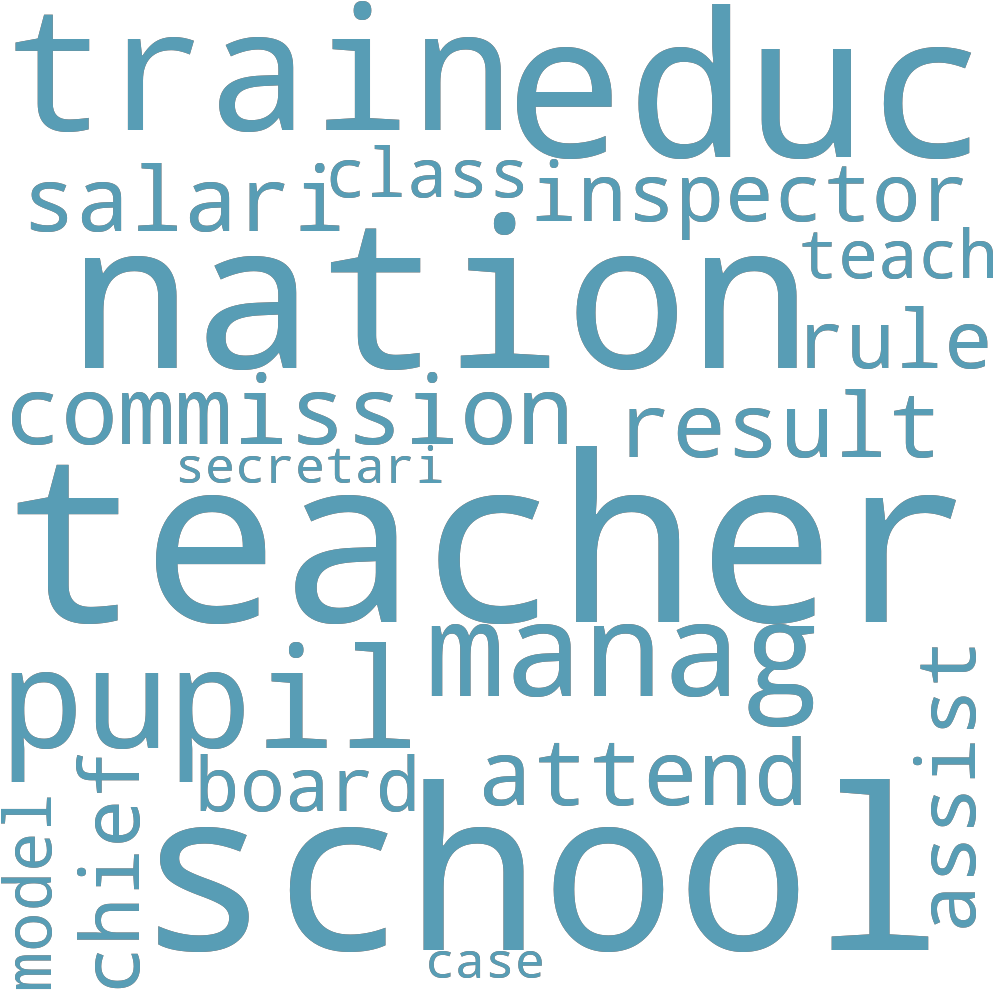 train educ
salari class inspector
nation teach
rule
commission result
secretari
teacher
manag
pupil assist
board attend
model chief school
case